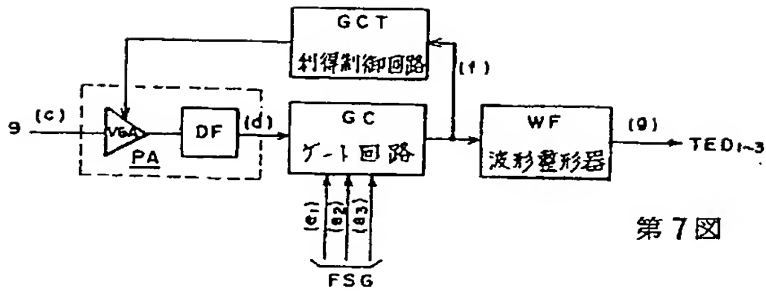 GCT
利得制御回路
(f)
9 (c) VGA DF (d)
PA
GC
ゲート回路
WF
波形整形器
(g) TED1~3
(e1) (e2) (e3)
FSG
第7図